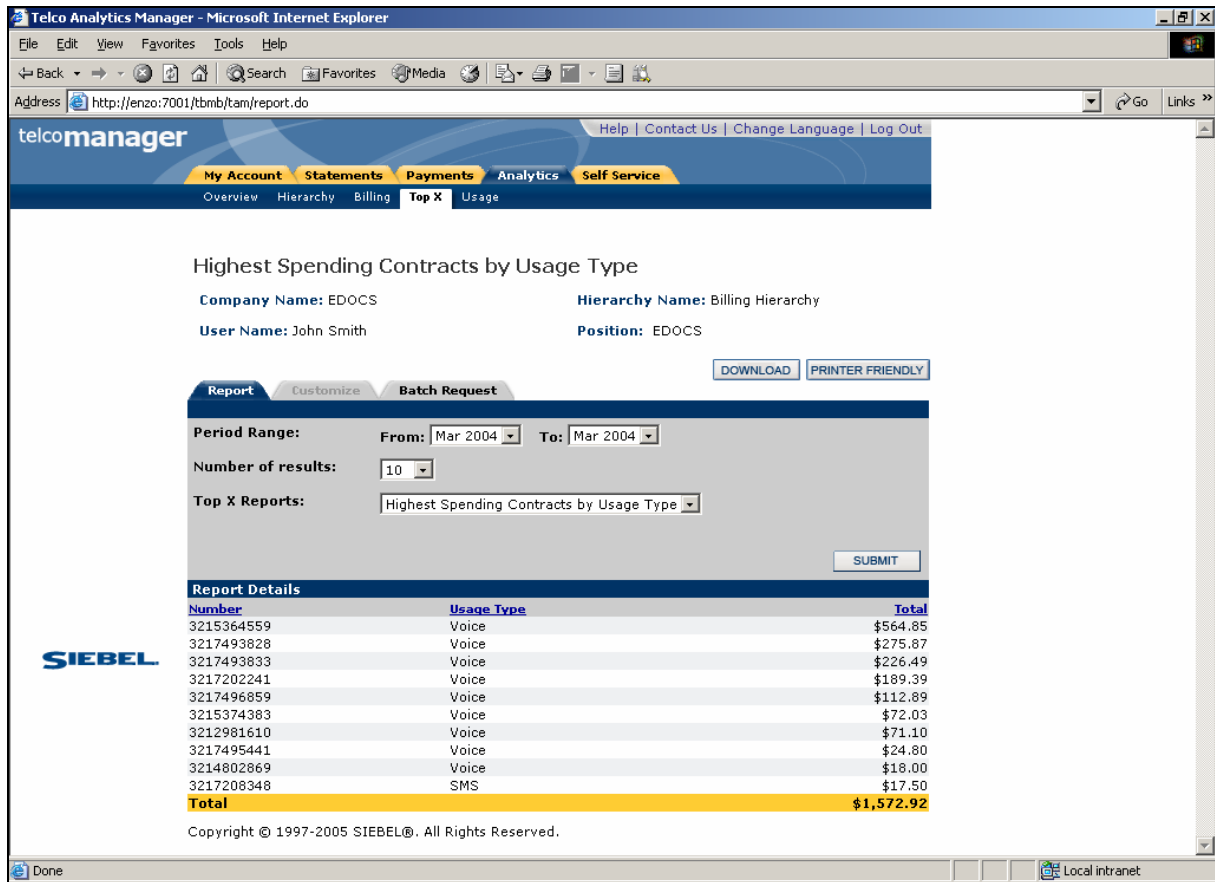 Telco Analytics Manager - Microsoft Internet Explorer
File Edit View Favorites Tools Help
Back Search Favorites Media
Address http://enzo:7001/tbmb/tam/report.do Go Links »
telcomanager
Help | Contact Us | Change Language | Log Out
My Account Statements Payments Analytics Self Service
Overview Hierarchy Billing Top X Usage
Highest Spending Contracts by Usage Type
Company Name: EDOCS Hierarchy Name: Billing Hierarchy
User Name: John Smith Position: EDOCS
DOWNLOAD PRINTER FRIENDLY
Report Customize Batch Request
Period Range: From: Mar 2004 To: Mar 2004
Number of results: 10
Top X Reports: Highest Spending Contracts by Usage Type
SUBMIT
Report Details
Number Usage Type Total
3215364559 Voice $564.85
3217493828 Voice $275.87
3217493833 Voice $226.49
3217202241 Voice $189.39
3217496859 Voice $112.89
3215374383 Voice $72.03
3212981610 Voice $71.10
3217495441 Voice $24.80
3214802869 Voice $18.00
3217208348 SMS $17.50
Total $1,572.92
SIEBEL.
Copyright © 1997-2005 SIEBEL®. All Rights Reserved.
Done Local intranet